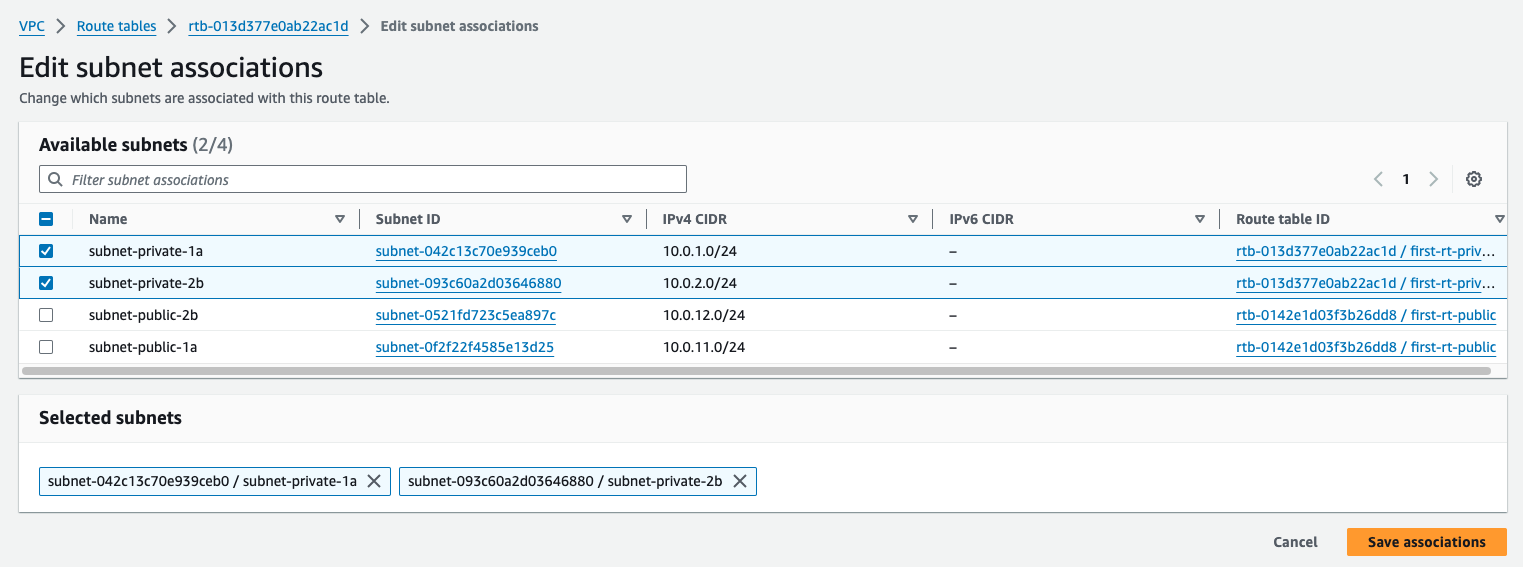 VPC > Route tables > rtb-013d377e0ab22ac1d > Edit subnet associations
Edit subnet associations
Change which subnets are associated with this route table.
Available subnets (2/4)
Filter subnet associations
1
Name Subnet ID IPv4 CIDR IPv6 CIDR Route table ID
subnet-private-1a subnet-042c13c70e939ceb0 10.0.1.0/24 – rtb-013d377e0ab22ac1d / first-rt-priv…
subnet-private-2b subnet-093c60a2d03646880 10.0.2.0/24 – rtb-013d377e0ab22ac1d / first-rt-priv…
subnet-public-2b subnet-0521fd723c5ea897c 10.0.12.0/24 – rtb-0142e1d03f3b26dd8 / first-rt-public
subnet-public-1a subnet-0f2f22f4585e13d25 10.0.11.0/24 – rtb-0142e1d03f3b26dd8 / first-rt-public
Selected subnets
subnet-042c13c70e939ceb0 / subnet-private-1a subnet-093c60a2d03646880 / subnet-private-2b
Cancel Save associations